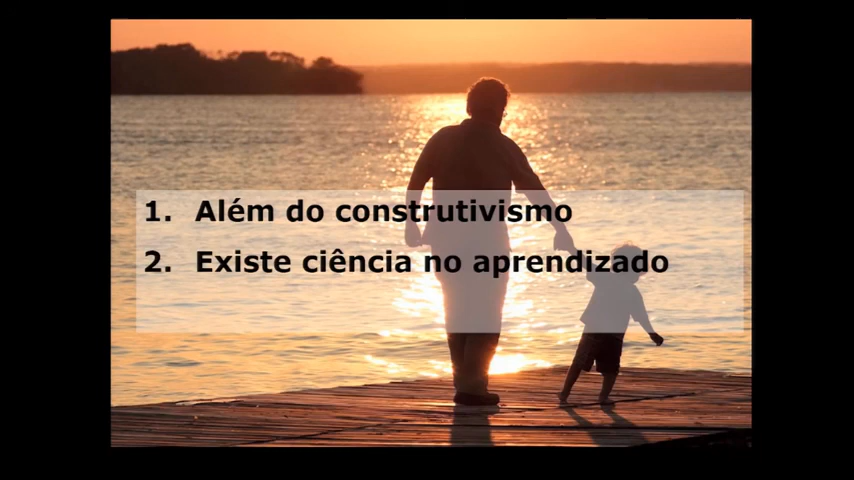 1. Além do construtivismo
2. Existe ciência no aprendizado